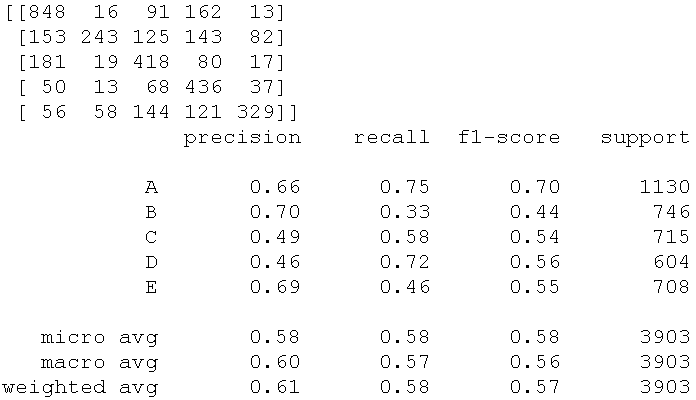 [[848  16  91 162  13]
 [153 243 125 143  82]
 [181  19 418  80  17]
 [ 50  13  68 436  37]
 [ 56  58 144 121 329]]
              precision    recall  f1-score   support

           A       0.66      0.75      0.70      1130
           B       0.70      0.33      0.44       746
           C       0.49      0.58      0.54       715
           D       0.46      0.72      0.56       604
           E       0.69      0.46      0.55       708

   micro avg       0.58      0.58      0.58      3903
   macro avg       0.60      0.57      0.56      3903
weighted avg       0.61      0.58      0.57      3903